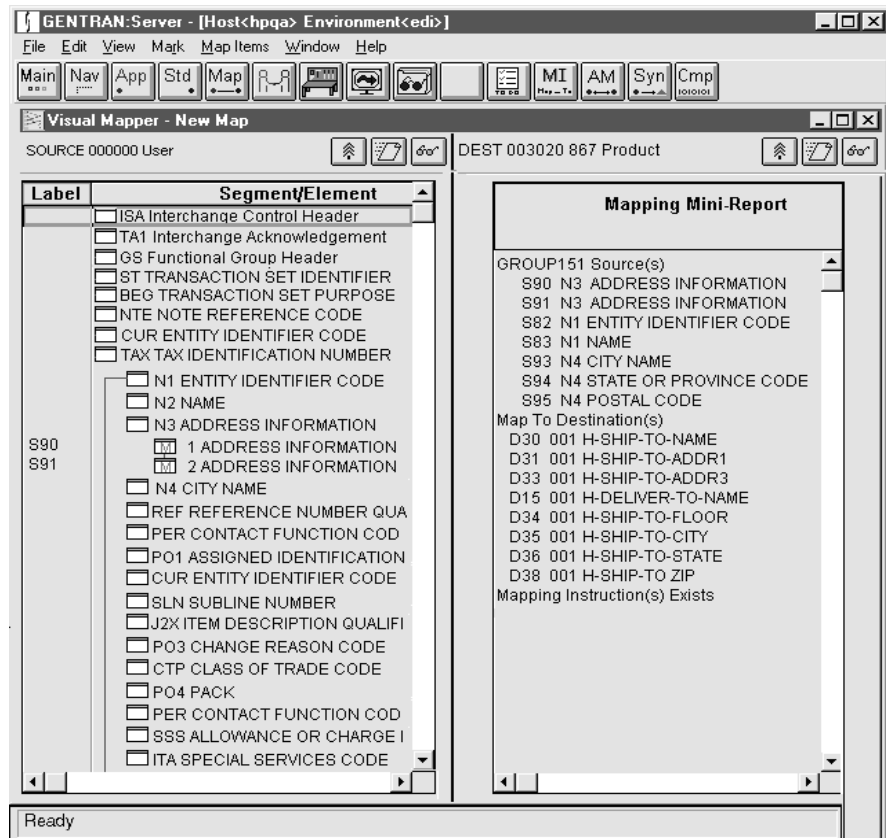 GENTRAN:Server - [Host<hpqa> Environment<edi>]
File Edit View Mark Map Items Window Help
Main Nav App Std Map TO DO MI AM Syn Cmp
Visual Mapper - New Map
SOURCE 000000 User
DEST 003020 867 Product
Label Segment/Element
ISA Interchange Control Header
TA1 Interchange Acknowledgement
GS Functional Group Header
ST TRANSACTION SET IDENTIFIER
BEG TRANSACTION SET PURPOSE
NTE NOTE REFERENCE CODE
CUR ENTITY IDENTIFIER CODE
TAX TAX IDENTIFICATION NUMBER
N1 ENTITY IDENTIFIER CODE
N2 NAME
N3 ADDRESS INFORMATION
S90 M 1 ADDRESS INFORMATION
S91 M 2 ADDRESS INFORMATION
N4 CITY NAME
REF REFERENCE NUMBER QUA
PER CONTACT FUNCTION COD
PO1 ASSIGNED IDENTIFICATION
CUR ENTITY IDENTIFIER CODE
SLN SUBLINE NUMBER
J2X ITEM DESCRIPTION QUALIFI
PO3 CHANGE REASON CODE
CTP CLASS OF TRADE CODE
PO4 PACK
PER CONTACT FUNCTION COD
SSS ALLOWANCE OR CHARGE I
ITA SPECIAL SERVICES CODE
Mapping Mini-Report
GROUP151 Source(s)
S90 N3 ADDRESS INFORMATION
S91 N3 ADDRESS INFORMATION
S82 N1 ENTITY IDENTIFIER CODE
S83 N1 NAME
S93 N4 CITY NAME
S94 N4 STATE OR PROVINCE CODE
S95 N4 POSTAL CODE
Map To Destination(s)
D30 001 H-SHIP-TO-NAME
D31 001 H-SHIP-TO-ADDR1
D33 001 H-SHIP-TO-ADDR3
D15 001 H-DELIVER-TO-NAME
D34 001 H-SHIP-TO-FLOOR
D35 001 H-SHIP-TO-CITY
D36 001 H-SHIP-TO-STATE
D38 001 H-SHIP-TO ZIP
Mapping Instruction(s) Exists
Ready